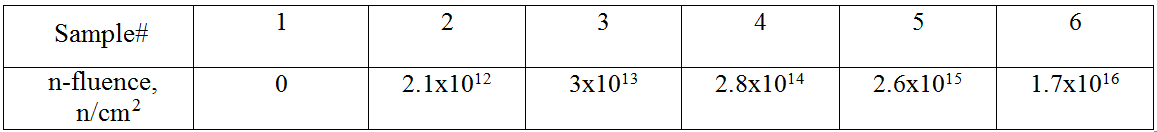 Sample# 1 2 3 4 5 6
n-fluence, 0 2.1x10¹² 3x10¹³ 2.8x10¹⁴ 2.6x10¹⁵ 1.7x10¹⁶
n/cm²